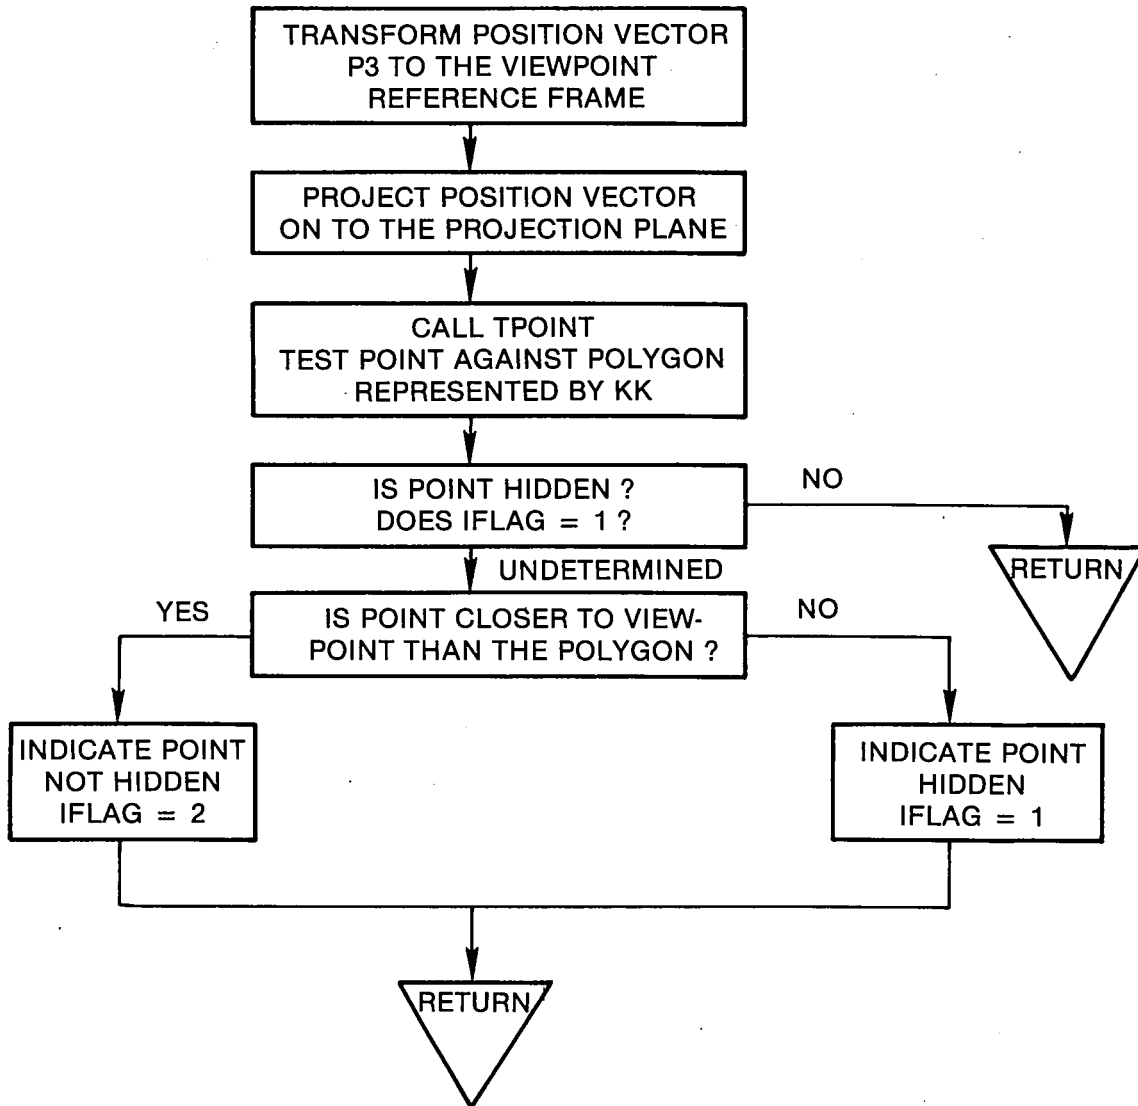 TRANSFORM POSITION VECTOR
P3 TO THE VIEWPOINT
REFERENCE FRAME
PROJECT POSITION VECTOR
ON TO THE PROJECTION PLANE
CALL TPOINT
TEST POINT AGAINST POLYGON
REPRESENTED BY KK
IS POINT HIDDEN ?
DOES IFLAG = 1 ?
NO
RETURN
UNDETERMINED
IS POINT CLOSER TO VIEW-
POINT THAN THE POLYGON ?
YES
NO
INDICATE POINT
NOT HIDDEN
IFLAG = 2
INDICATE POINT
HIDDEN
IFLAG = 1
RETURN